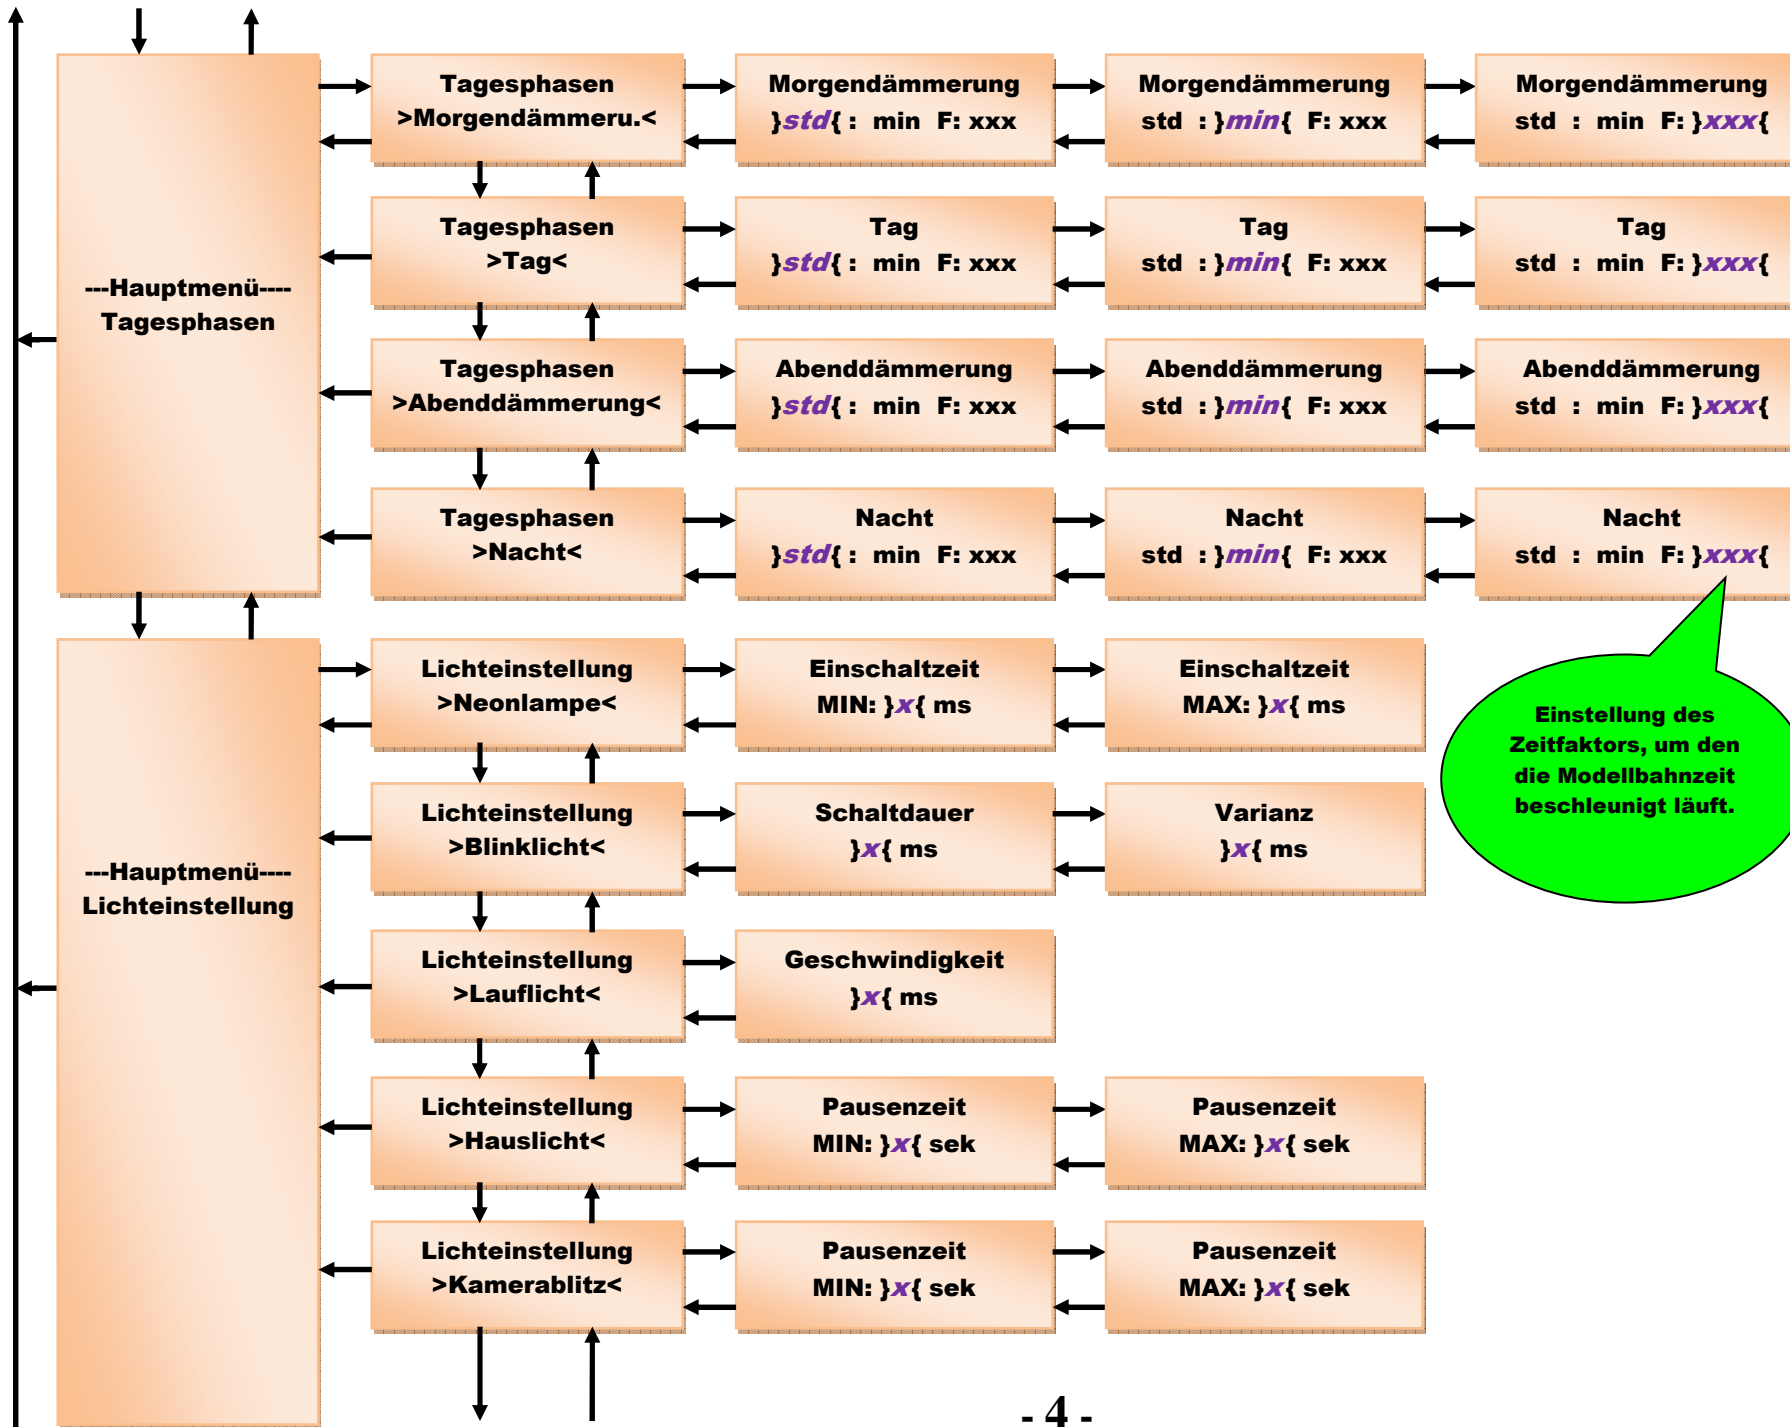 ---Hauptmenü----
Tagesphasen
Tagesphasen
>Morgendämmeru.<
Morgendämmerung
}std{ :  min  F: xxx
Morgendämmerung
std  : }min{  F: xxx
Morgendämmerung
std  :  min  F: }xxx{
Tagesphasen
>Tag<
Tag
}std{ :  min  F: xxx
Tag
std  : }min{  F: xxx
Tag
std  :  min  F: }xxx{
Tagesphasen
>Abenddämmerung<
Abenddämmerung
}std{ :  min  F: xxx
Abenddämmerung
std  : }min{  F: xxx
Abenddämmerung
std  :  min  F: }xxx{
Tagesphasen
>Nacht<
Nacht
}std{ :  min  F: xxx
Nacht
std  : }min{  F: xxx
Nacht
std  :  min  F: }xxx{
Einstellung des
Zeitfaktors, um den
die Modellbahnzeit
beschleunigt läuft.
---Hauptmenü----
Lichteinstellung
Lichteinstellung
>Neonlampe<
Einschaltzeit
MIN: }x{ ms
Einschaltzeit
MAX: }x{ ms
Lichteinstellung
>Blinklicht<
Schaltdauer
}x{ ms
Varianz
}x{ ms
Lichteinstellung
>Lauflicht<
Geschwindigkeit
}x{ ms
Lichteinstellung
>Hauslicht<
Pausenzeit
MIN: }x{ sek
Pausenzeit
MAX: }x{ sek
Lichteinstellung
>Kamerablitz<
Pausenzeit
MIN: }x{ sek
Pausenzeit
MAX: }x{ sek
- 4 -